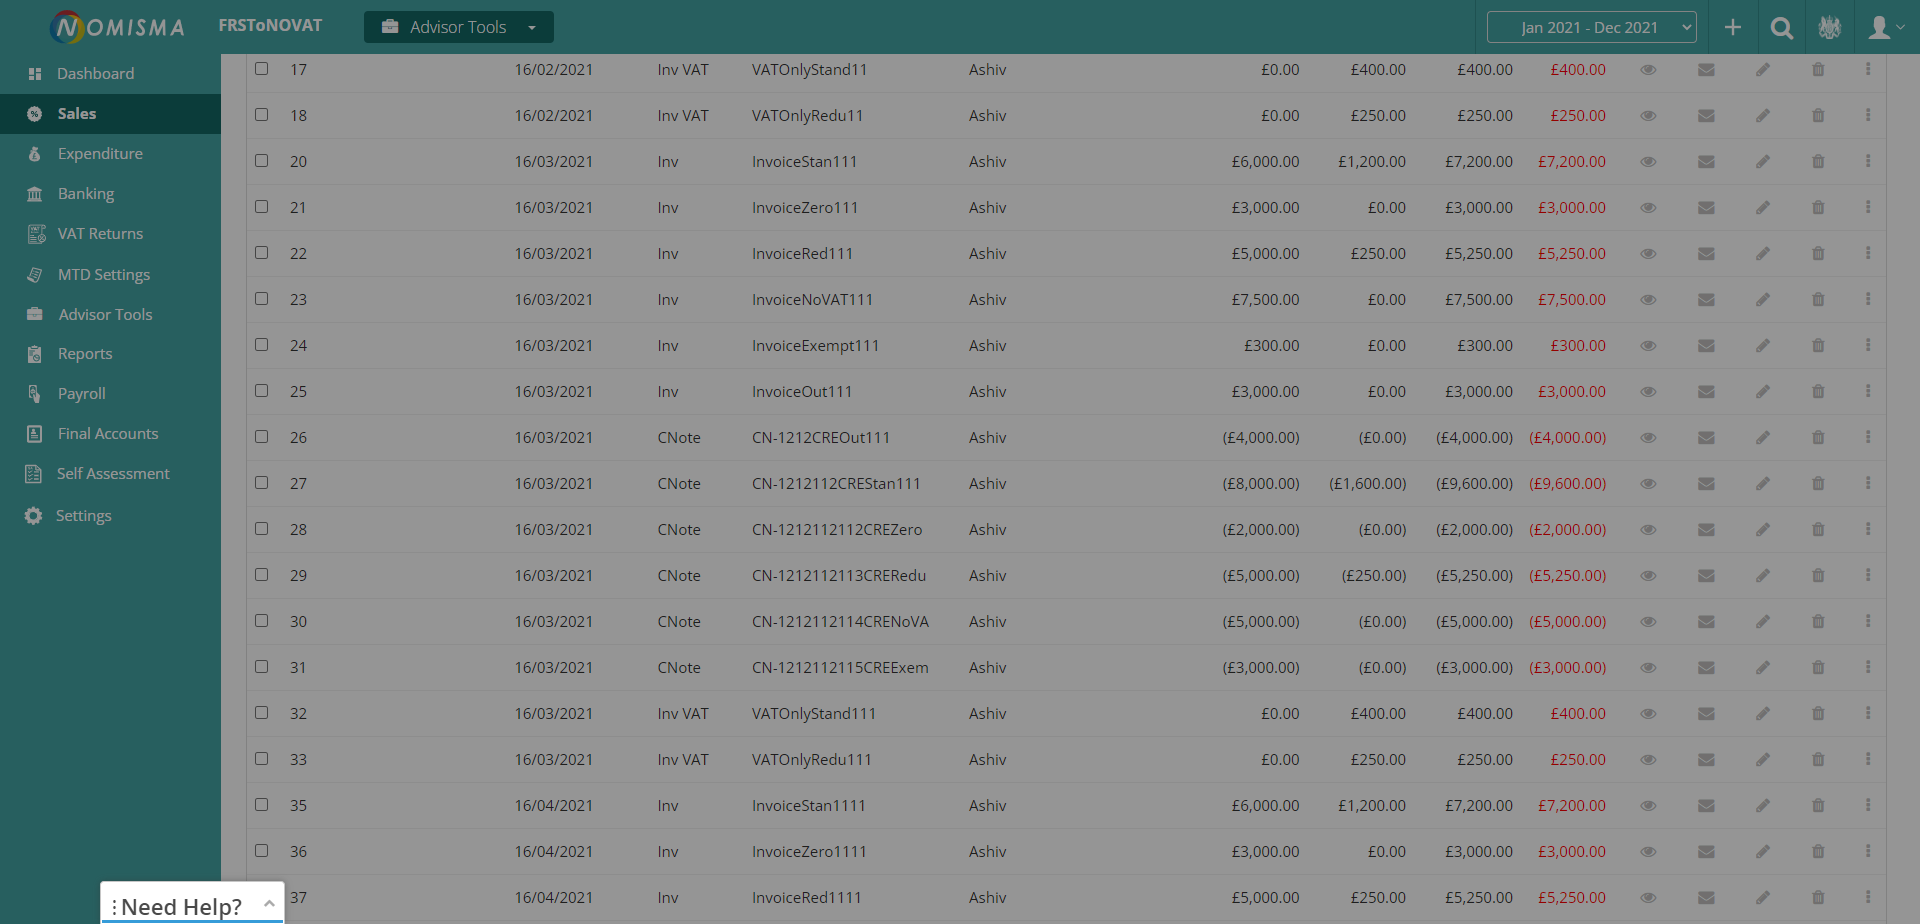 NOMISMA FRSToNOVAT Advisor Tools Jan 2021 - Dec 2021
Dashboard
Sales
Expenditure
Banking
VAT Returns
MTD Settings
Advisor Tools
Reports
Payroll
Final Accounts
Self Assessment
Settings
17 16/02/2021 Inv VAT VATOnlyStand11 Ashiv £0.00 £400.00 £400.00 £400.00
18 16/02/2021 Inv VAT VATOnlyRedu11 Ashiv £0.00 £250.00 £250.00 £250.00
20 16/03/2021 Inv InvoiceStan111 Ashiv £6,000.00 £1,200.00 £7,200.00 £7,200.00
21 16/03/2021 Inv InvoiceZero111 Ashiv £3,000.00 £0.00 £3,000.00 £3,000.00
22 16/03/2021 Inv InvoiceRed111 Ashiv £5,000.00 £250.00 £5,250.00 £5,250.00
23 16/03/2021 Inv InvoiceNoVAT111 Ashiv £7,500.00 £0.00 £7,500.00 £7,500.00
24 16/03/2021 Inv InvoiceExempt111 Ashiv £300.00 £0.00 £300.00 £300.00
25 16/03/2021 Inv InvoiceOut111 Ashiv £3,000.00 £0.00 £3,000.00 £3,000.00
26 16/03/2021 CNote CN-1212CREOut111 Ashiv (£4,000.00) (£0.00) (£4,000.00) (£4,000.00)
27 16/03/2021 CNote CN-1212112CREStan111 Ashiv (£8,000.00) (£1,600.00) (£9,600.00) (£9,600.00)
28 16/03/2021 CNote CN-1212112112CREZero Ashiv (£2,000.00) (£0.00) (£2,000.00) (£2,000.00)
29 16/03/2021 CNote CN-1212112113CRERedu Ashiv (£5,000.00) (£250.00) (£5,250.00) (£5,250.00)
30 16/03/2021 CNote CN-1212112114CRENoVA Ashiv (£5,000.00) (£0.00) (£5,000.00) (£5,000.00)
31 16/03/2021 CNote CN-1212112115CREExem Ashiv (£3,000.00) (£0.00) (£3,000.00) (£3,000.00)
32 16/03/2021 Inv VAT VATOnlyStand111 Ashiv £0.00 £400.00 £400.00 £400.00
33 16/03/2021 Inv VAT VATOnlyRedu111 Ashiv £0.00 £250.00 £250.00 £250.00
35 16/04/2021 Inv InvoiceStan1111 Ashiv £6,000.00 £1,200.00 £7,200.00 £7,200.00
36 16/04/2021 Inv InvoiceZero1111 Ashiv £3,000.00 £0.00 £3,000.00 £3,000.00
37 16/04/2021 Inv InvoiceRed1111 Ashiv £5,000.00 £250.00 £5,250.00 £5,250.00
Need Help?